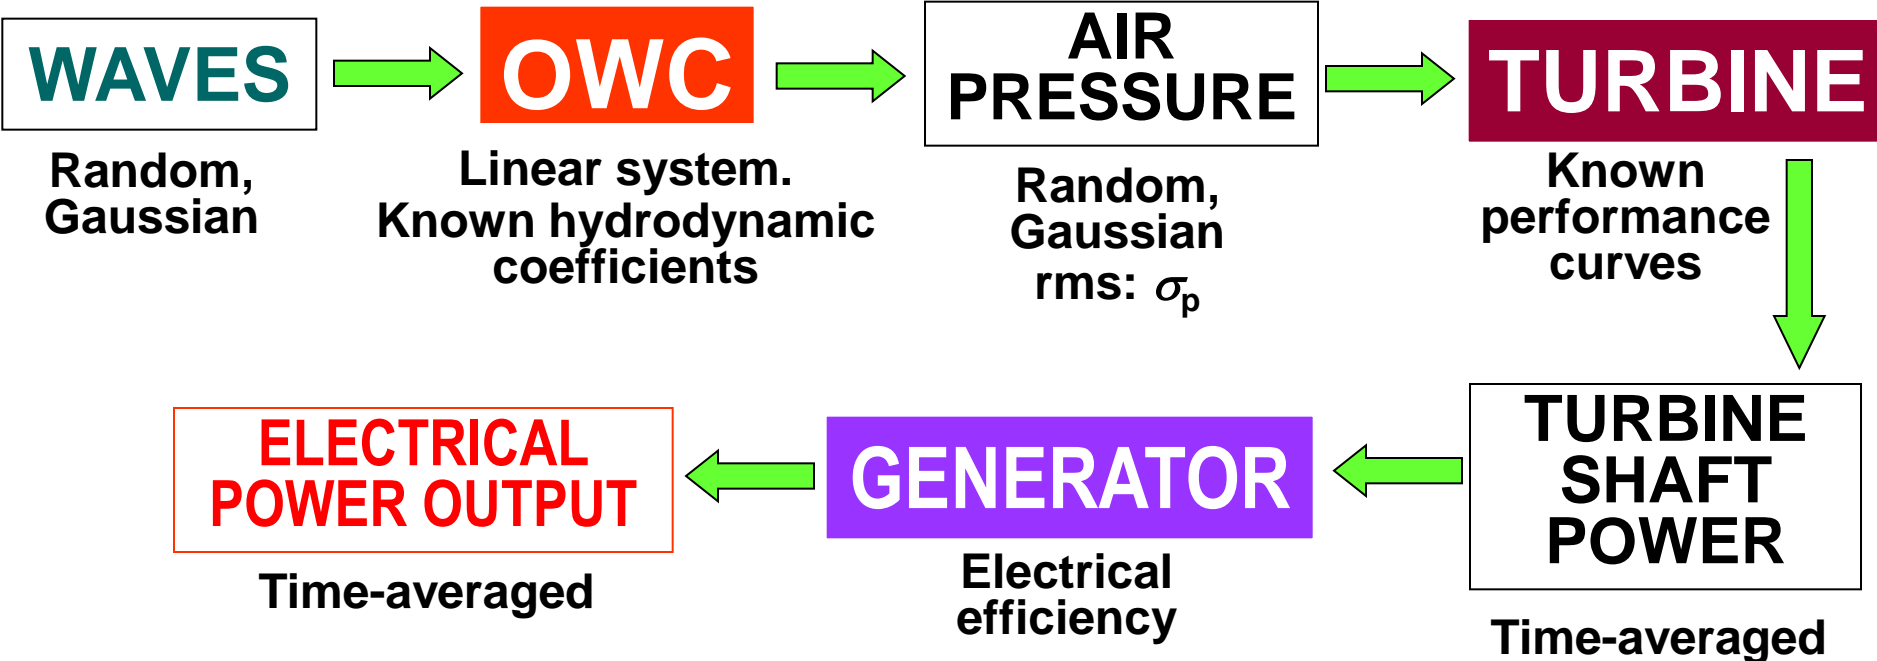 WAVES
Random,
Gaussian
OWC
Linear system.
Known hydrodynamic
coefficients
AIR
PRESSURE
Random,
Gaussian
rms: σp
TURBINE
Known
performance
curves
TURBINE
SHAFT
POWER
Time-averaged
GENERATOR
Electrical
efficiency
ELECTRICAL
POWER OUTPUT
Time-averaged